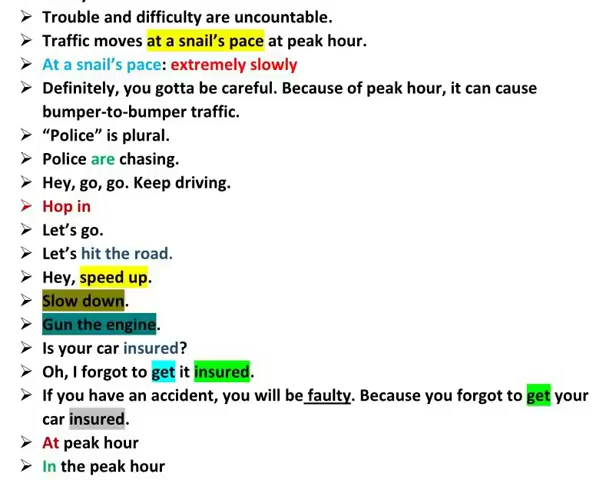 ➢ Trouble and difficulty are uncountable.
➢ Traffic moves at a snail's pace at peak hour.
➢ At a snail's pace: extremely slowly
➢ Definitely, you gotta be careful. Because of peak hour, it can cause
bumper-to-bumper traffic.
➢ “Police” is plural.
➢ Police are chasing.
➢ Hey, go, go. Keep driving.
➢ Hop in
➢ Let's go.
➢ Let's hit the road.
➢ Hey, speed up.
➢ Slow down.
➢ Gun the engine.
➢ Is your car insured?
➢ Oh, I forgot to get it insured.
➢ If you have an accident, you will be faulty. Because you forgot to get your
car insured.
➢ At peak hour
➢ In the peak hour